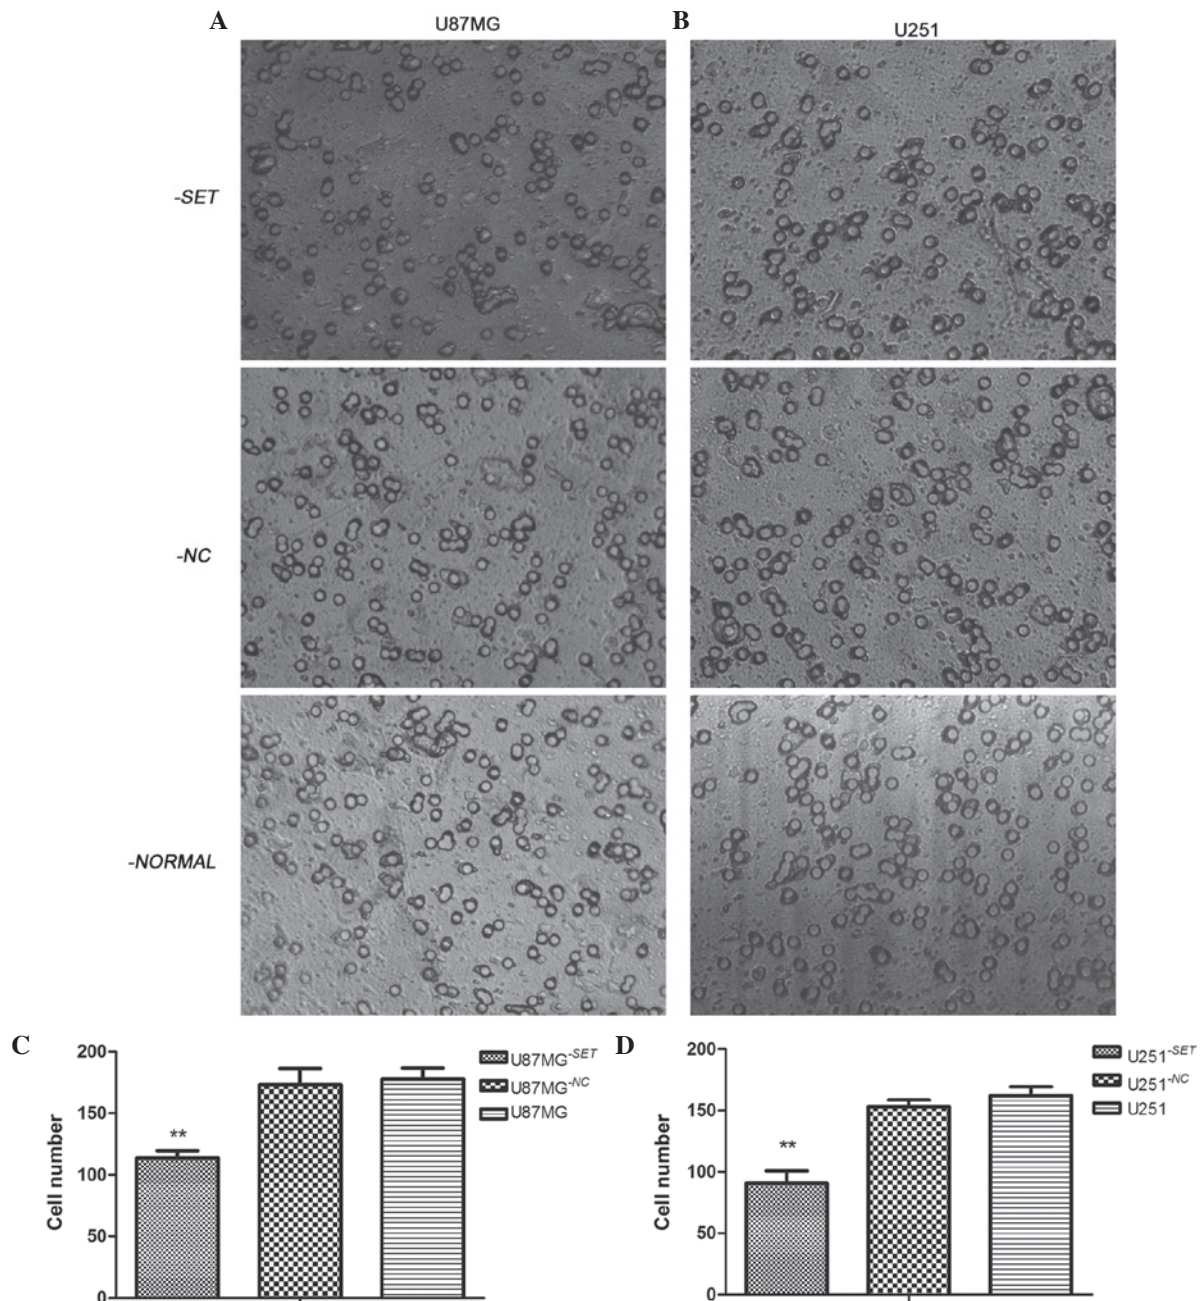 A
U87MG
B
U251
-SET
-NC
-NORMAL
C
200
150
100
50
0
Cell number
**
U87MG-SET
U87MG-NC
U87MG
D
200
150
100
50
0
Cell number
**
U251-SET
U251-NC
U251